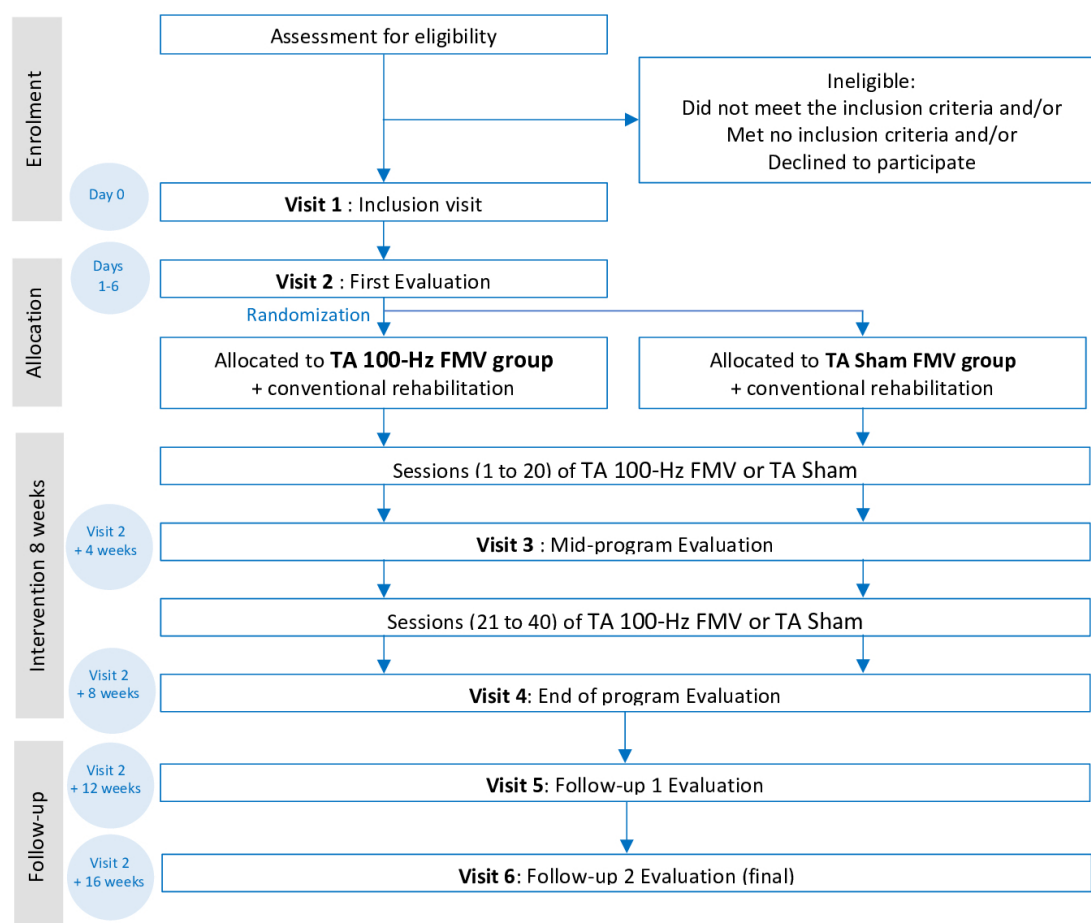 Assessment for eligibility
Ineligible:
Did not meet the inclusion criteria and/or
Met no inclusion criteria and/or
Declined to participate
Enrolment
Day 0
Visit 1 : Inclusion visit
Days
1-6
Visit 2 : First Evaluation
Randomization
Allocation
Allocated to TA 100-Hz FMV group
+ conventional rehabilitation
Allocated to TA Sham FMV group
+ conventional rehabilitation
Intervention 8 weeks
Sessions (1 to 20) of TA 100-Hz FMV or TA Sham
Visit 2
+ 4 weeks
Visit 3 : Mid-program Evaluation
Sessions (21 to 40) of TA 100-Hz FMV or TA Sham
Visit 2
+ 8 weeks
Visit 4: End of program Evaluation
Follow-up
Visit 2
+ 12 weeks
Visit 5: Follow-up 1 Evaluation
Visit 2
+ 16 weeks
Visit 6: Follow-up 2 Evaluation (final)